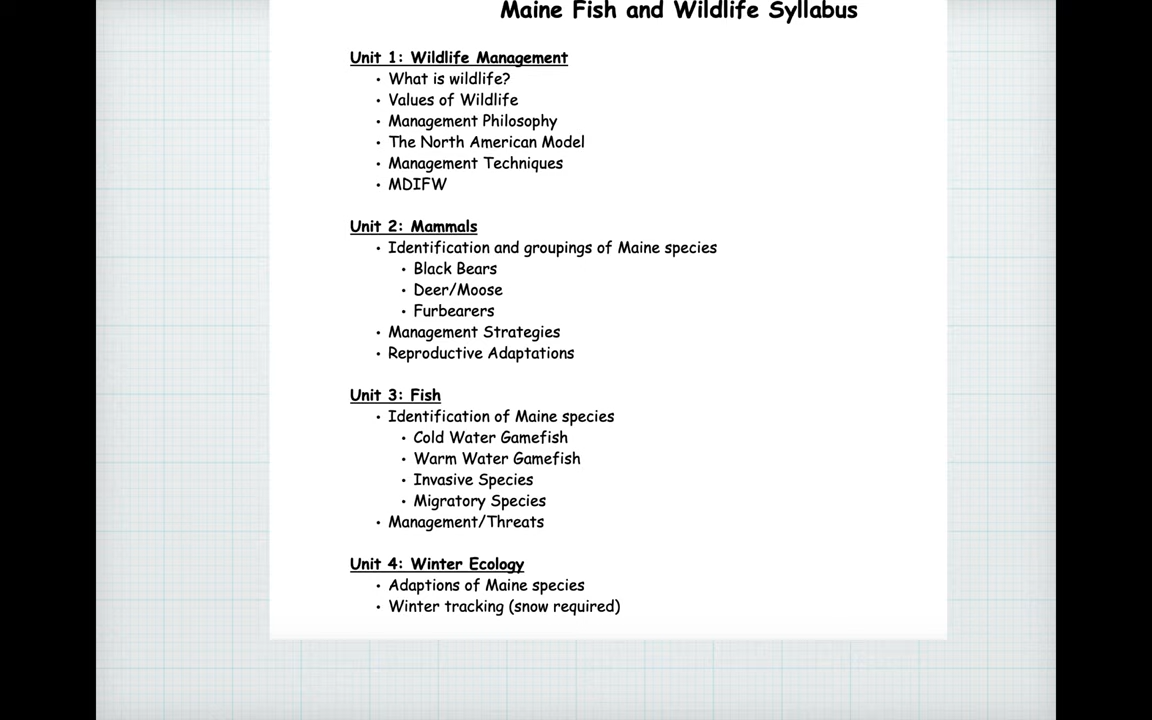 Maine Fish and Wildlife Syllabus
Unit 1: Wildlife Management
• What is wildlife?
• Values of Wildlife
• Management Philosophy
• The North American Model
• Management Techniques
• MDIFW
Unit 2: Mammals
• Identification and groupings of Maine species
• Black Bears
• Deer/Moose
• Furbearers
• Management Strategies
• Reproductive Adaptations
Unit 3: Fish
• Identification of Maine species
• Cold Water Gamefish
• Warm Water Gamefish
• Invasive Species
• Migratory Species
• Management/Threats
Unit 4: Winter Ecology
• Adaptions of Maine species
• Winter tracking (snow required)